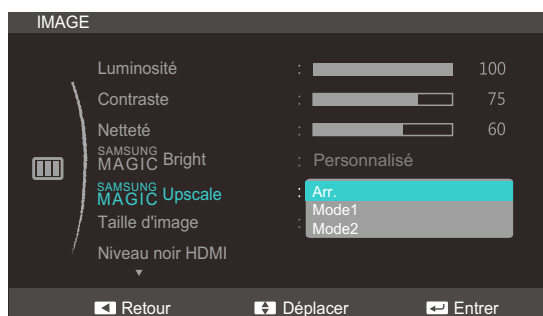 IMAGE
Luminosité : 100
Contraste : 75
Netteté : 60
SAMSUNG MAGIC Bright : Personnalisé
SAMSUNG MAGIC Upscale : Arr.
Mode1
Taille d'image : Mode2
Niveau noir HDMI
Retour Déplacer Entrer